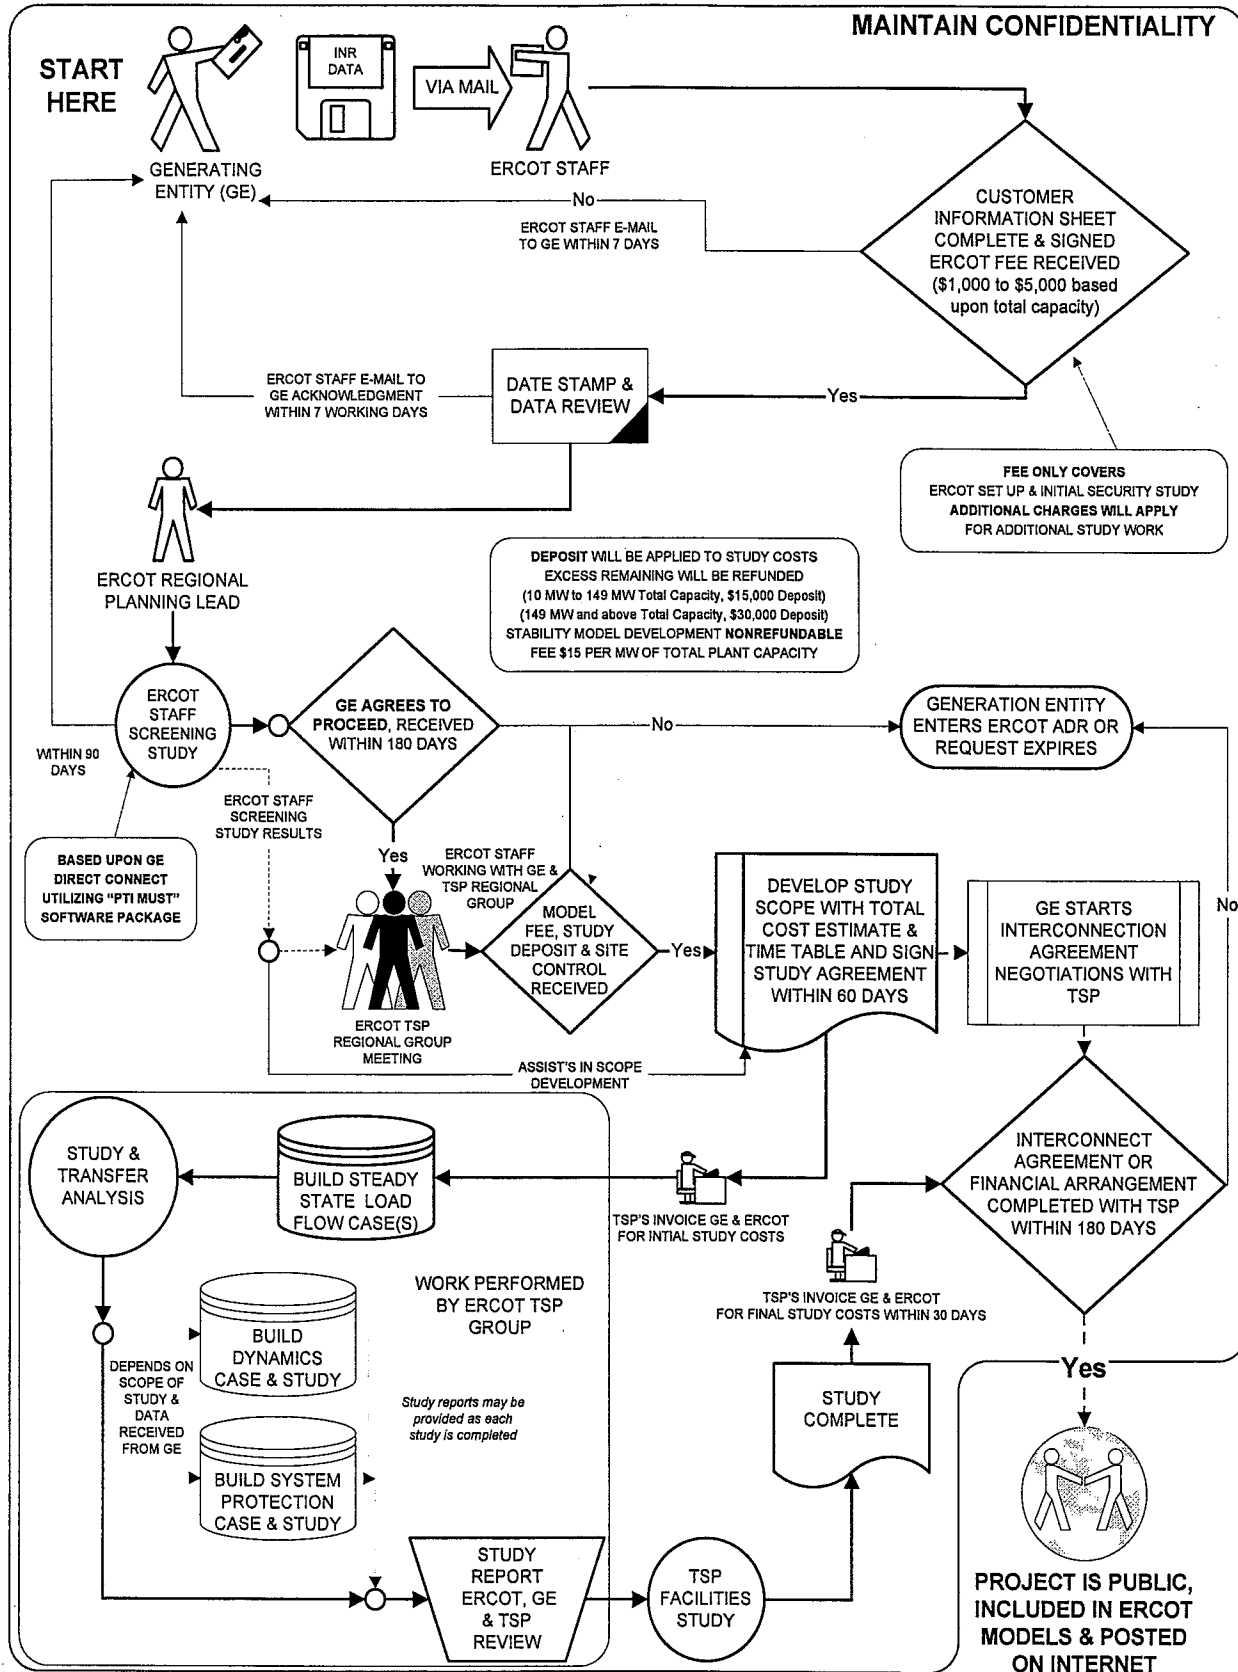 MAINTAIN CONFIDENTIALITY
START
HERE
INR
DATA
VIA MAIL
GENERATING
ENTITY (GE)
ERCOT STAFF
No
ERCOT STAFF E-MAIL
TO GE WITHIN 7 DAYS
CUSTOMER
INFORMATION SHEET
COMPLETE & SIGNED
ERCOT FEE RECEIVED
($1,000 to $5,000 based
upon total capacity)
ERCOT STAFF E-MAIL TO
GE ACKNOWLEDGMENT
WITHIN 7 WORKING DAYS
DATE STAMP &
DATA REVIEW
Yes
FEE ONLY COVERS
ERCOT SET UP & INITIAL SECURITY STUDY
ADDITIONAL CHARGES WILL APPLY
FOR ADDITIONAL STUDY WORK
ERCOT REGIONAL
PLANNING LEAD
DEPOSIT WILL BE APPLIED TO STUDY COSTS
EXCESS REMAINING WILL BE REFUNDED
(10 MW to 149 MW Total Capacity, $15,000 Deposit)
(149 MW and above Total Capacity, $30,000 Deposit)
STABILITY MODEL DEVELOPMENT NONREFUNDABLE
FEE $15 PER MW OF TOTAL PLANT CAPACITY
ERCOT
STAFF
SCREENING
STUDY
WITHIN 90
DAYS
GE AGREES TO
PROCEED, RECEIVED
WITHIN 180 DAYS
No
GENERATION ENTITY
ENTERS ERCOT ADR OR
REQUEST EXPIRES
ERCOT STAFF
SCREENING
STUDY RESULTS
BASED UPON GE
DIRECT CONNECT
UTILIZING "PTI MUST"
SOFTWARE PACKAGE
Yes
ERCOT STAFF
WORKING WITH GE &
TSP REGIONAL
GROUP
MODEL
FEE, STUDY
DEPOSIT & SITE
CONTROL
RECEIVED
Yes
DEVELOP STUDY
SCOPE WITH TOTAL
COST ESTIMATE &
TIME TABLE AND SIGN
STUDY AGREEMENT
WITHIN 60 DAYS
GE STARTS
INTERCONNECTION
AGREEMENT
NEGOTIATIONS WITH
TSP
No
ERCOT TSP
REGIONAL GROUP
MEETING
ASSIST'S IN SCOPE
DEVELOPMENT
STUDY &
TRANSFER
ANALYSIS
BUILD STEADY
STATE LOAD
FLOW CASE(S)
TSP'S INVOICE GE & ERCOT
FOR INTIAL STUDY COSTS
INTERCONNECT
AGREEMENT OR
FINANCIAL ARRANGEMENT
COMPLETED WITH TSP
WITHIN 180 DAYS
WORK PERFORMED
BY ERCOT TSP
GROUP
TSP'S INVOICE GE & ERCOT
FOR FINAL STUDY COSTS WITHIN 30 DAYS
BUILD
DYNAMICS
CASE & STUDY
DEPENDS ON
SCOPE OF
STUDY &
DATA
RECEIVED
FROM GE
Study reports may be
provided as each
study is completed
STUDY
COMPLETE
Yes
BUILD SYSTEM
PROTECTION
CASE & STUDY
STUDY
REPORT
ERCOT, GE
& TSP
REVIEW
TSP
FACILITIES
STUDY
PROJECT IS PUBLIC,
INCLUDED IN ERCOT
MODELS & POSTED
ON INTERNET